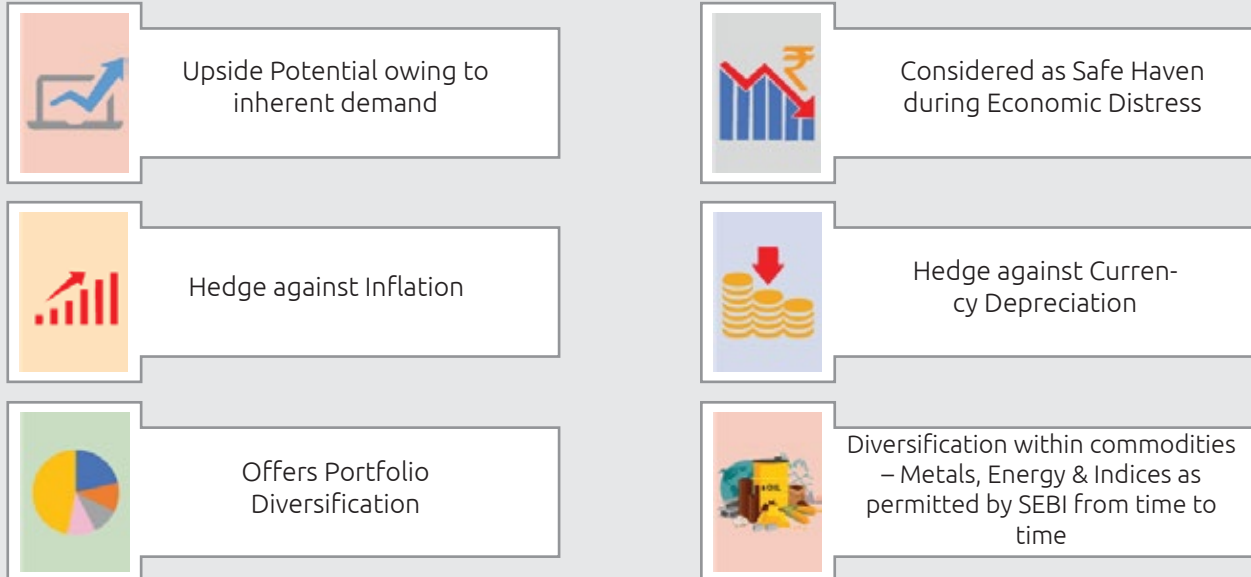 Upside Potential owing to
inherent demand
Considered as Safe Haven
during Economic Distress
₹
Hedge against Inflation
Hedge against Curren-
cy Depreciation
Offers Portfolio
Diversification
Diversification within commodities
– Metals, Energy & Indices as
permitted by SEBI from time to
time
OIL